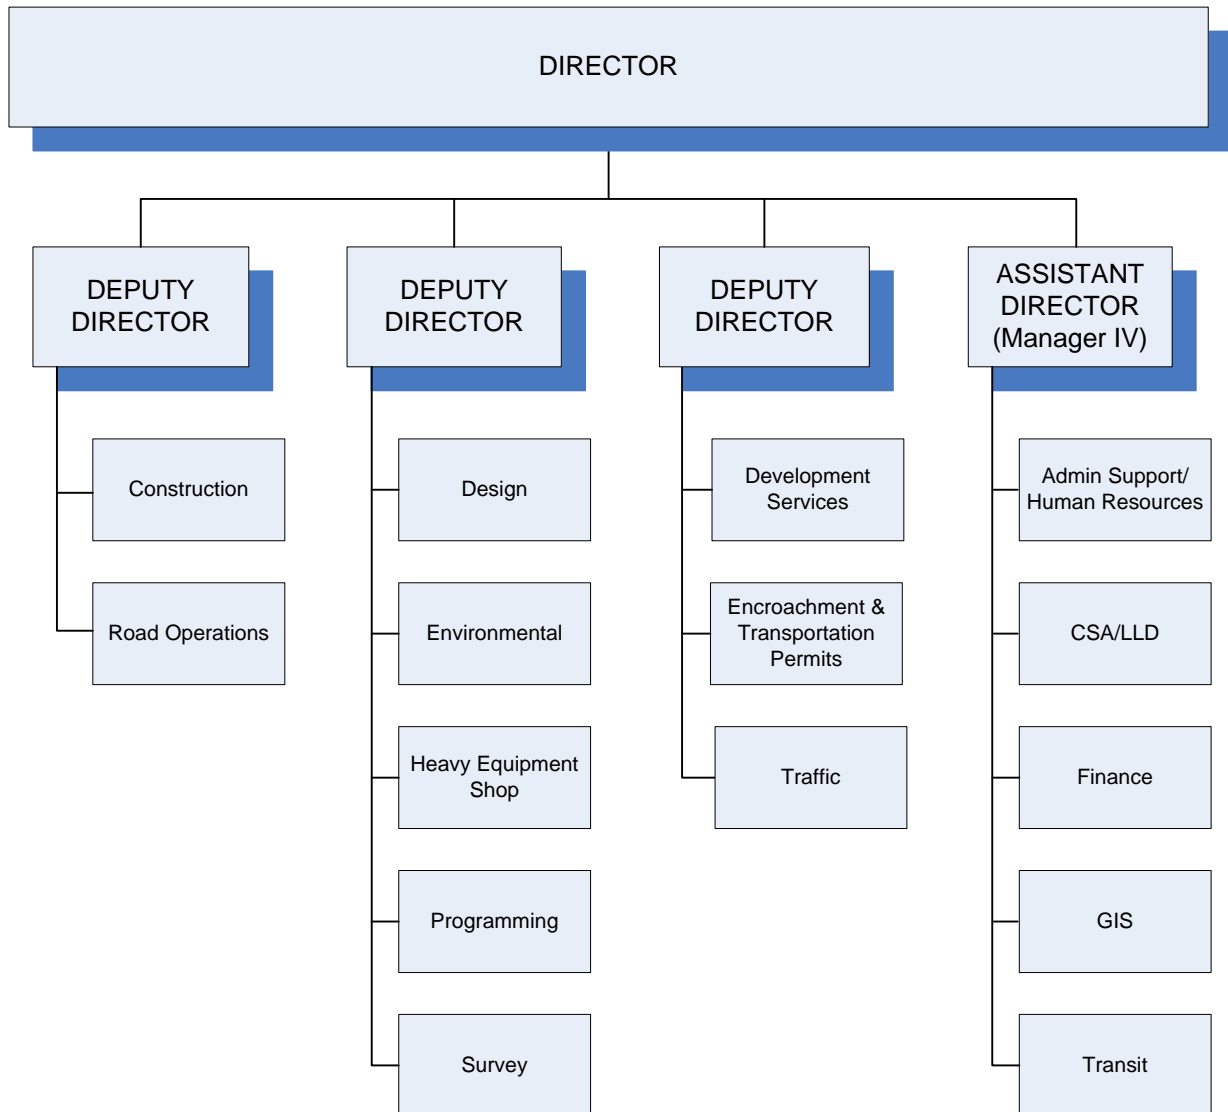 DIRECTOR
DEPUTY
DIRECTOR
DEPUTY
DIRECTOR
DEPUTY
DIRECTOR
ASSISTANT
DIRECTOR
(Manager IV)
Construction
Road Operations
Design
Environmental
Heavy Equipment
Shop
Programming
Survey
Development
Services
Encroachment &
Transportation
Permits
Traffic
Admin Support/
Human Resources
CSA/LLD
Finance
GIS
Transit